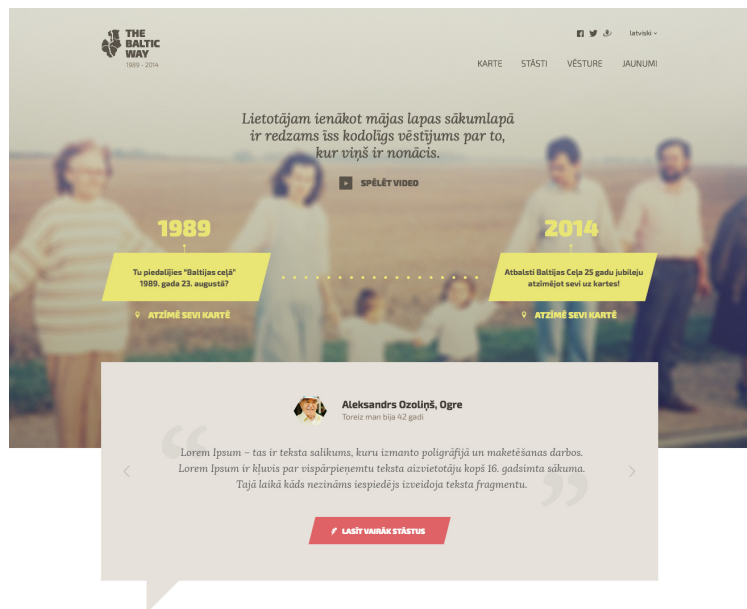 THE
BALTIC
WAY
1989 - 2014
latviski
KARTE STĀSTI VĒSTURE JAUNUMI
Lietotājam ienākot mājas lapas sākumlapā
ir redzams īss kodolīgs vēstījums par to,
kur viņš ir nonācis.
SPĒLĒT VIDEO
1989
Tu piedalījies "Baltijas ceļā"
1989. gada 23. augustā?
ATZĪMĒ SEVI KARTĒ
2014
Atbalsti Baltijas Ceļa 25 gadu jubileju
atzīmējot sevi uz kartes!
ATZĪMĒ SEVI KARTĒ
Aleksandrs Ozoliņš, Ogre
Toreiz man bija 42 gadi
Lorem Ipsum – tas ir teksta salikums, kuru izmanto poligrāfijā un maketēšanas darbos.
Lorem Ipsum ir kļuvis par vispārpieņemtu teksta aizvietotāju kopš 16. gadsimta sākuma.
Tajā laikā kāds nezināms iespiedējs izveidoja teksta fragmentu.
LASĪT VAIRĀK STĀSTUS